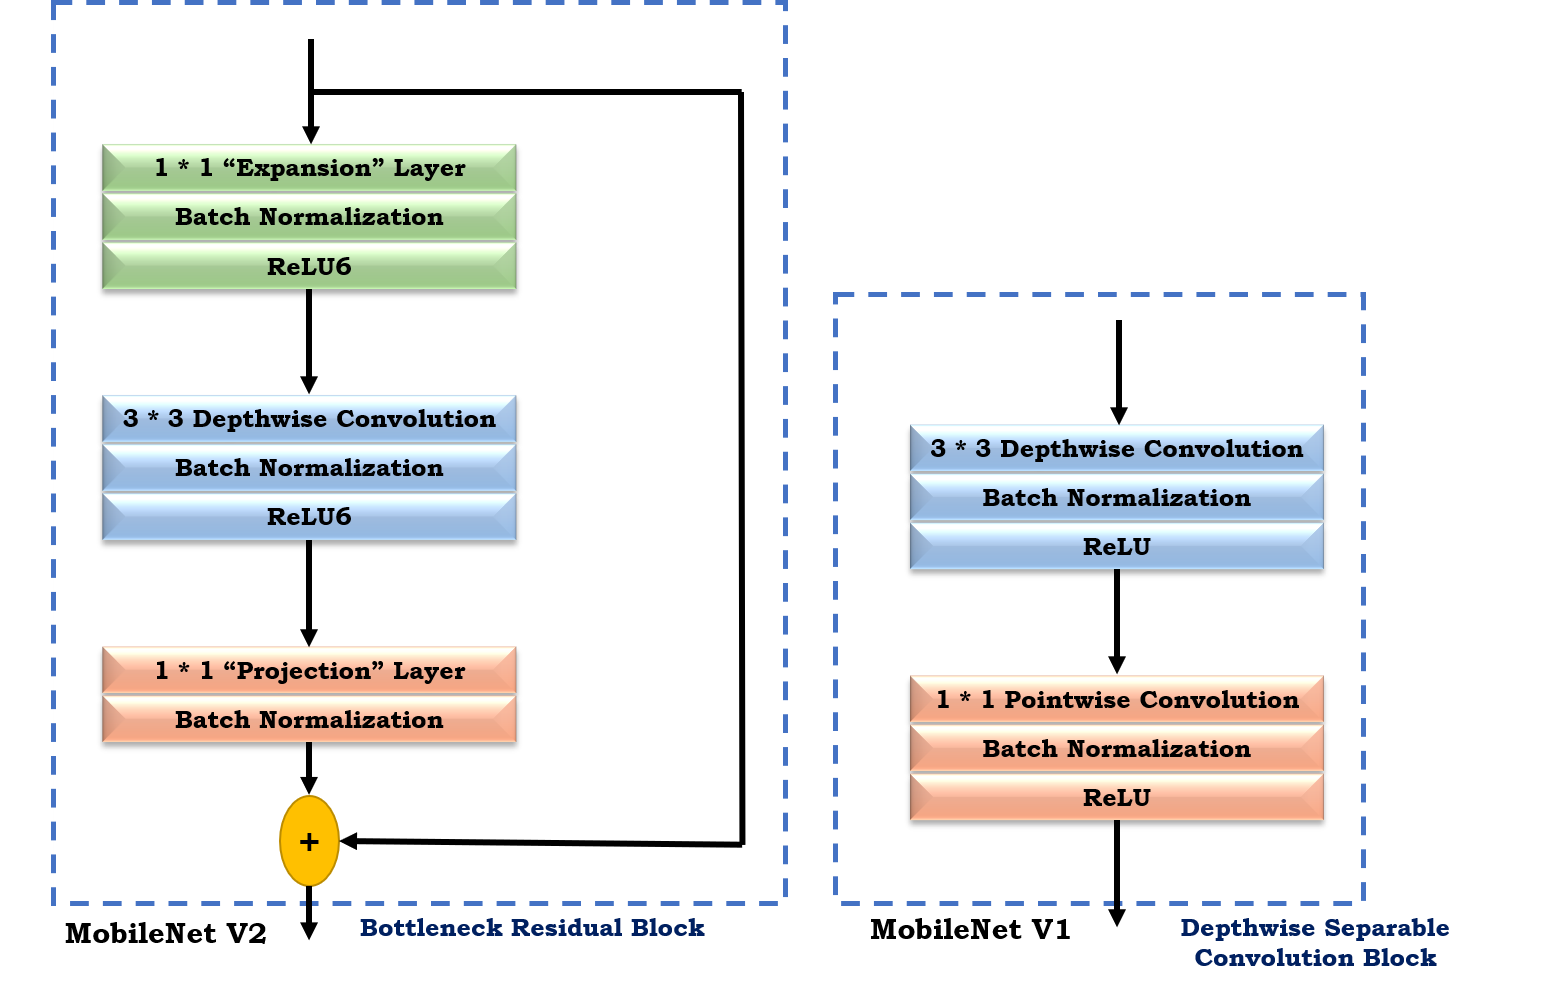 1 * 1 “Expansion” Layer
Batch Normalization
ReLU6
3 * 3 Depthwise Convolution
Batch Normalization
ReLU6
1 * 1 “Projection” Layer
Batch Normalization
+
MobileNet V2
Bottleneck Residual Block
3 * 3 Depthwise Convolution
Batch Normalization
ReLU
1 * 1 Pointwise Convolution
Batch Normalization
ReLU
MobileNet V1
Depthwise Separable
Convolution Block